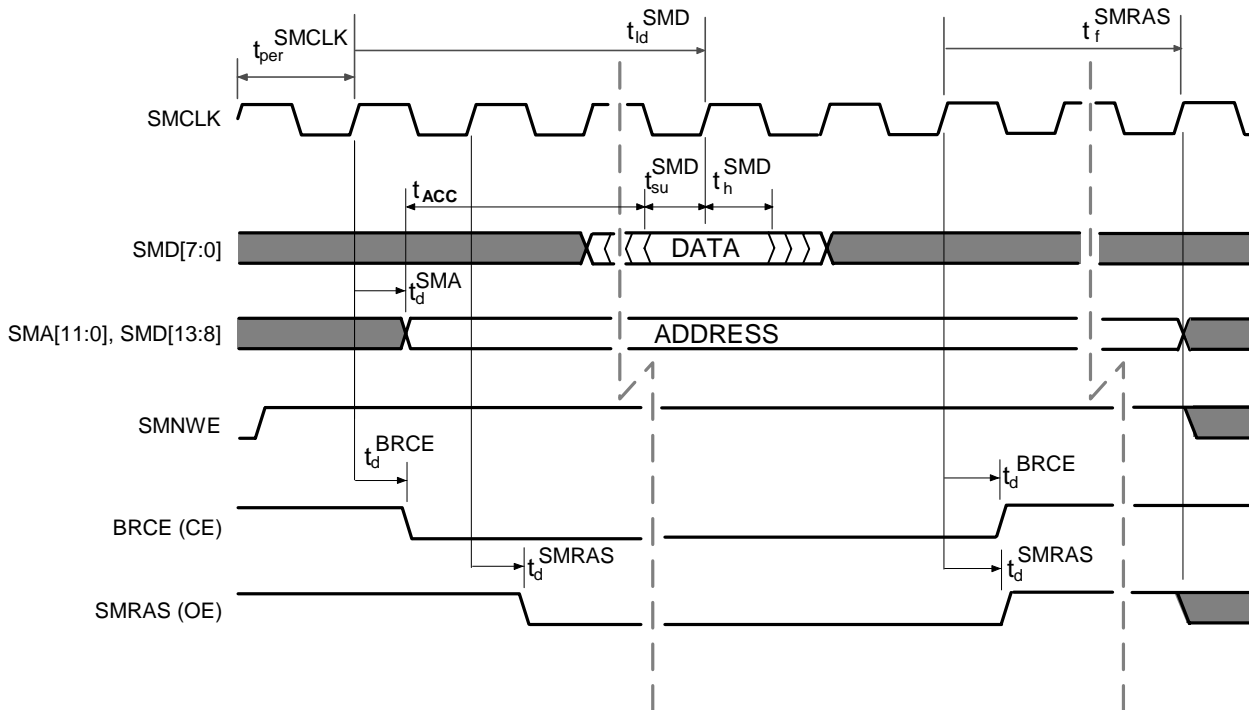 t_per^SMCLK
t_ld^SMD
t_f^SMRAS
SMCLK
t_su^SMD
t_h^SMD
t_ACC
SMD[7:0]
DATA
t_d^SMA
SMA[11:0], SMD[13:8]
ADDRESS
SMNWE
t_d^BRCE
t_d^BRCE
BRCE (CE)
t_d^SMRAS
t_d^SMRAS
SMRAS (OE)